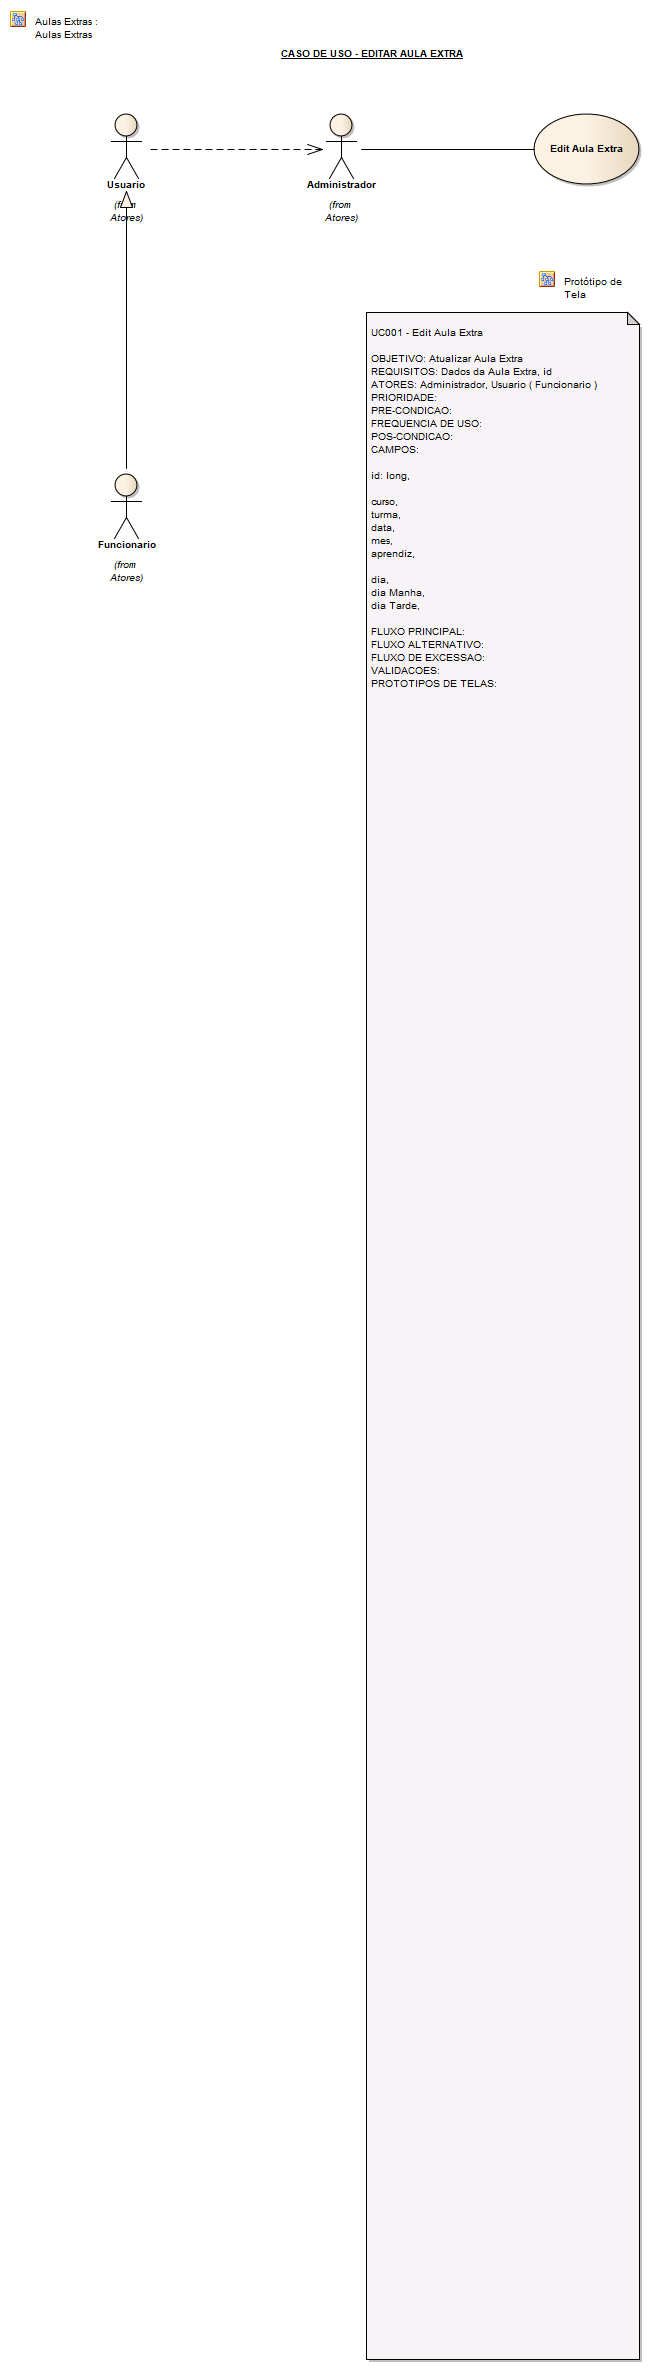 Aulas Extras :
Aulas Extras
CASO DE USO - EDITAR AULA EXTRA
Usuario
(from
Atores)
Administrador
(from
Atores)
Edit Aula Extra
Protótipo de
Tela
UC001 - Edit Aula Extra
OBJETIVO: Atualizar Aula Extra
REQUISITOS: Dados da Aula Extra, id
ATORES: Administrador, Usuario ( Funcionario )
PRIORIDADE:
PRE-CONDICAO:
FREQUENCIA DE USO:
POS-CONDICAO:
CAMPOS:
id: long,
curso,
turma,
data,
mes,
aprendiz,
dia,
dia Manha,
dia Tarde,
FLUXO PRINCIPAL:
FLUXO ALTERNATIVO:
FLUXO DE EXCESSAO:
VALIDACOES:
PROTOTIPOS DE TELAS:
Funcionario
(from
Atores)